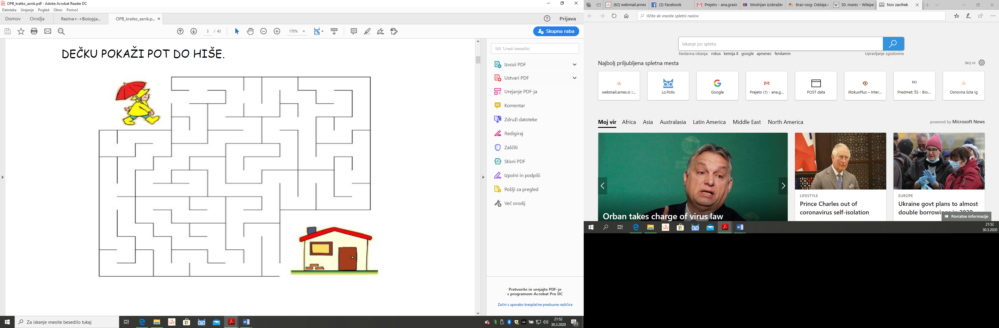 OPB_kratko_asnik.pdf - Adobe Acrobat Reader DC
Datoteka Urejanje Pogled Okno Pomoč
Domov Orodja Resitve+-+Biologija... OPB_kratko_asnik.p... × Prijava
3 / 43 170% Skupna raba
DEČKU POKAŽI POT DO HIŠE.
Išči 'Uredi besedilo'
Izvozi PDF
Ustvari PDF
Urejanje PDF-ja
Komentar
Združi datoteke
Redigiraj
Zaščiti
Stisni PDF
Izpolni in podpiši
Pošlji za pregled
Več orodij
Pretvorite in urejajte PDF-je
s programom Acrobat Pro DC
Začni z uporabo brezplačne preskusne različice
Za iskanje vnesite besedilo tukaj
21:52
30.3.2020
23
(62) webmail.arnes (3) Facebook Prejeto - ana.grasic Modrijan izobražev 8raz-osig: Oddaja 30. marec - Wikipe Nov zavihek
Iščite ali vnesite spletni naslov
Iskanje po spletu
Nedavna iskanja: rokus kemija 8 google apnenec fenilamin Upravljanje zgodovine
Najbolj priljubljena spletna mesta Skrij vir
webmail.arnes.si ::... Lo.Polis Google Prejeto (1) - ana.g... POST data iRokusPlus – Inter... Predmet: ŠS - Bio... Osnovna šola Ig
Moj vir Africa Asia Australasia Latin America Middle East North America powered by Microsoft News
Orban takes charge of virus law
LIFESTYLE
Prince Charles out of
coronavirus self-isolation
EUROPE
Ukraine govt plans to almost
double borrowing in 2020
Povratne informacije
21:52
30.3.2020